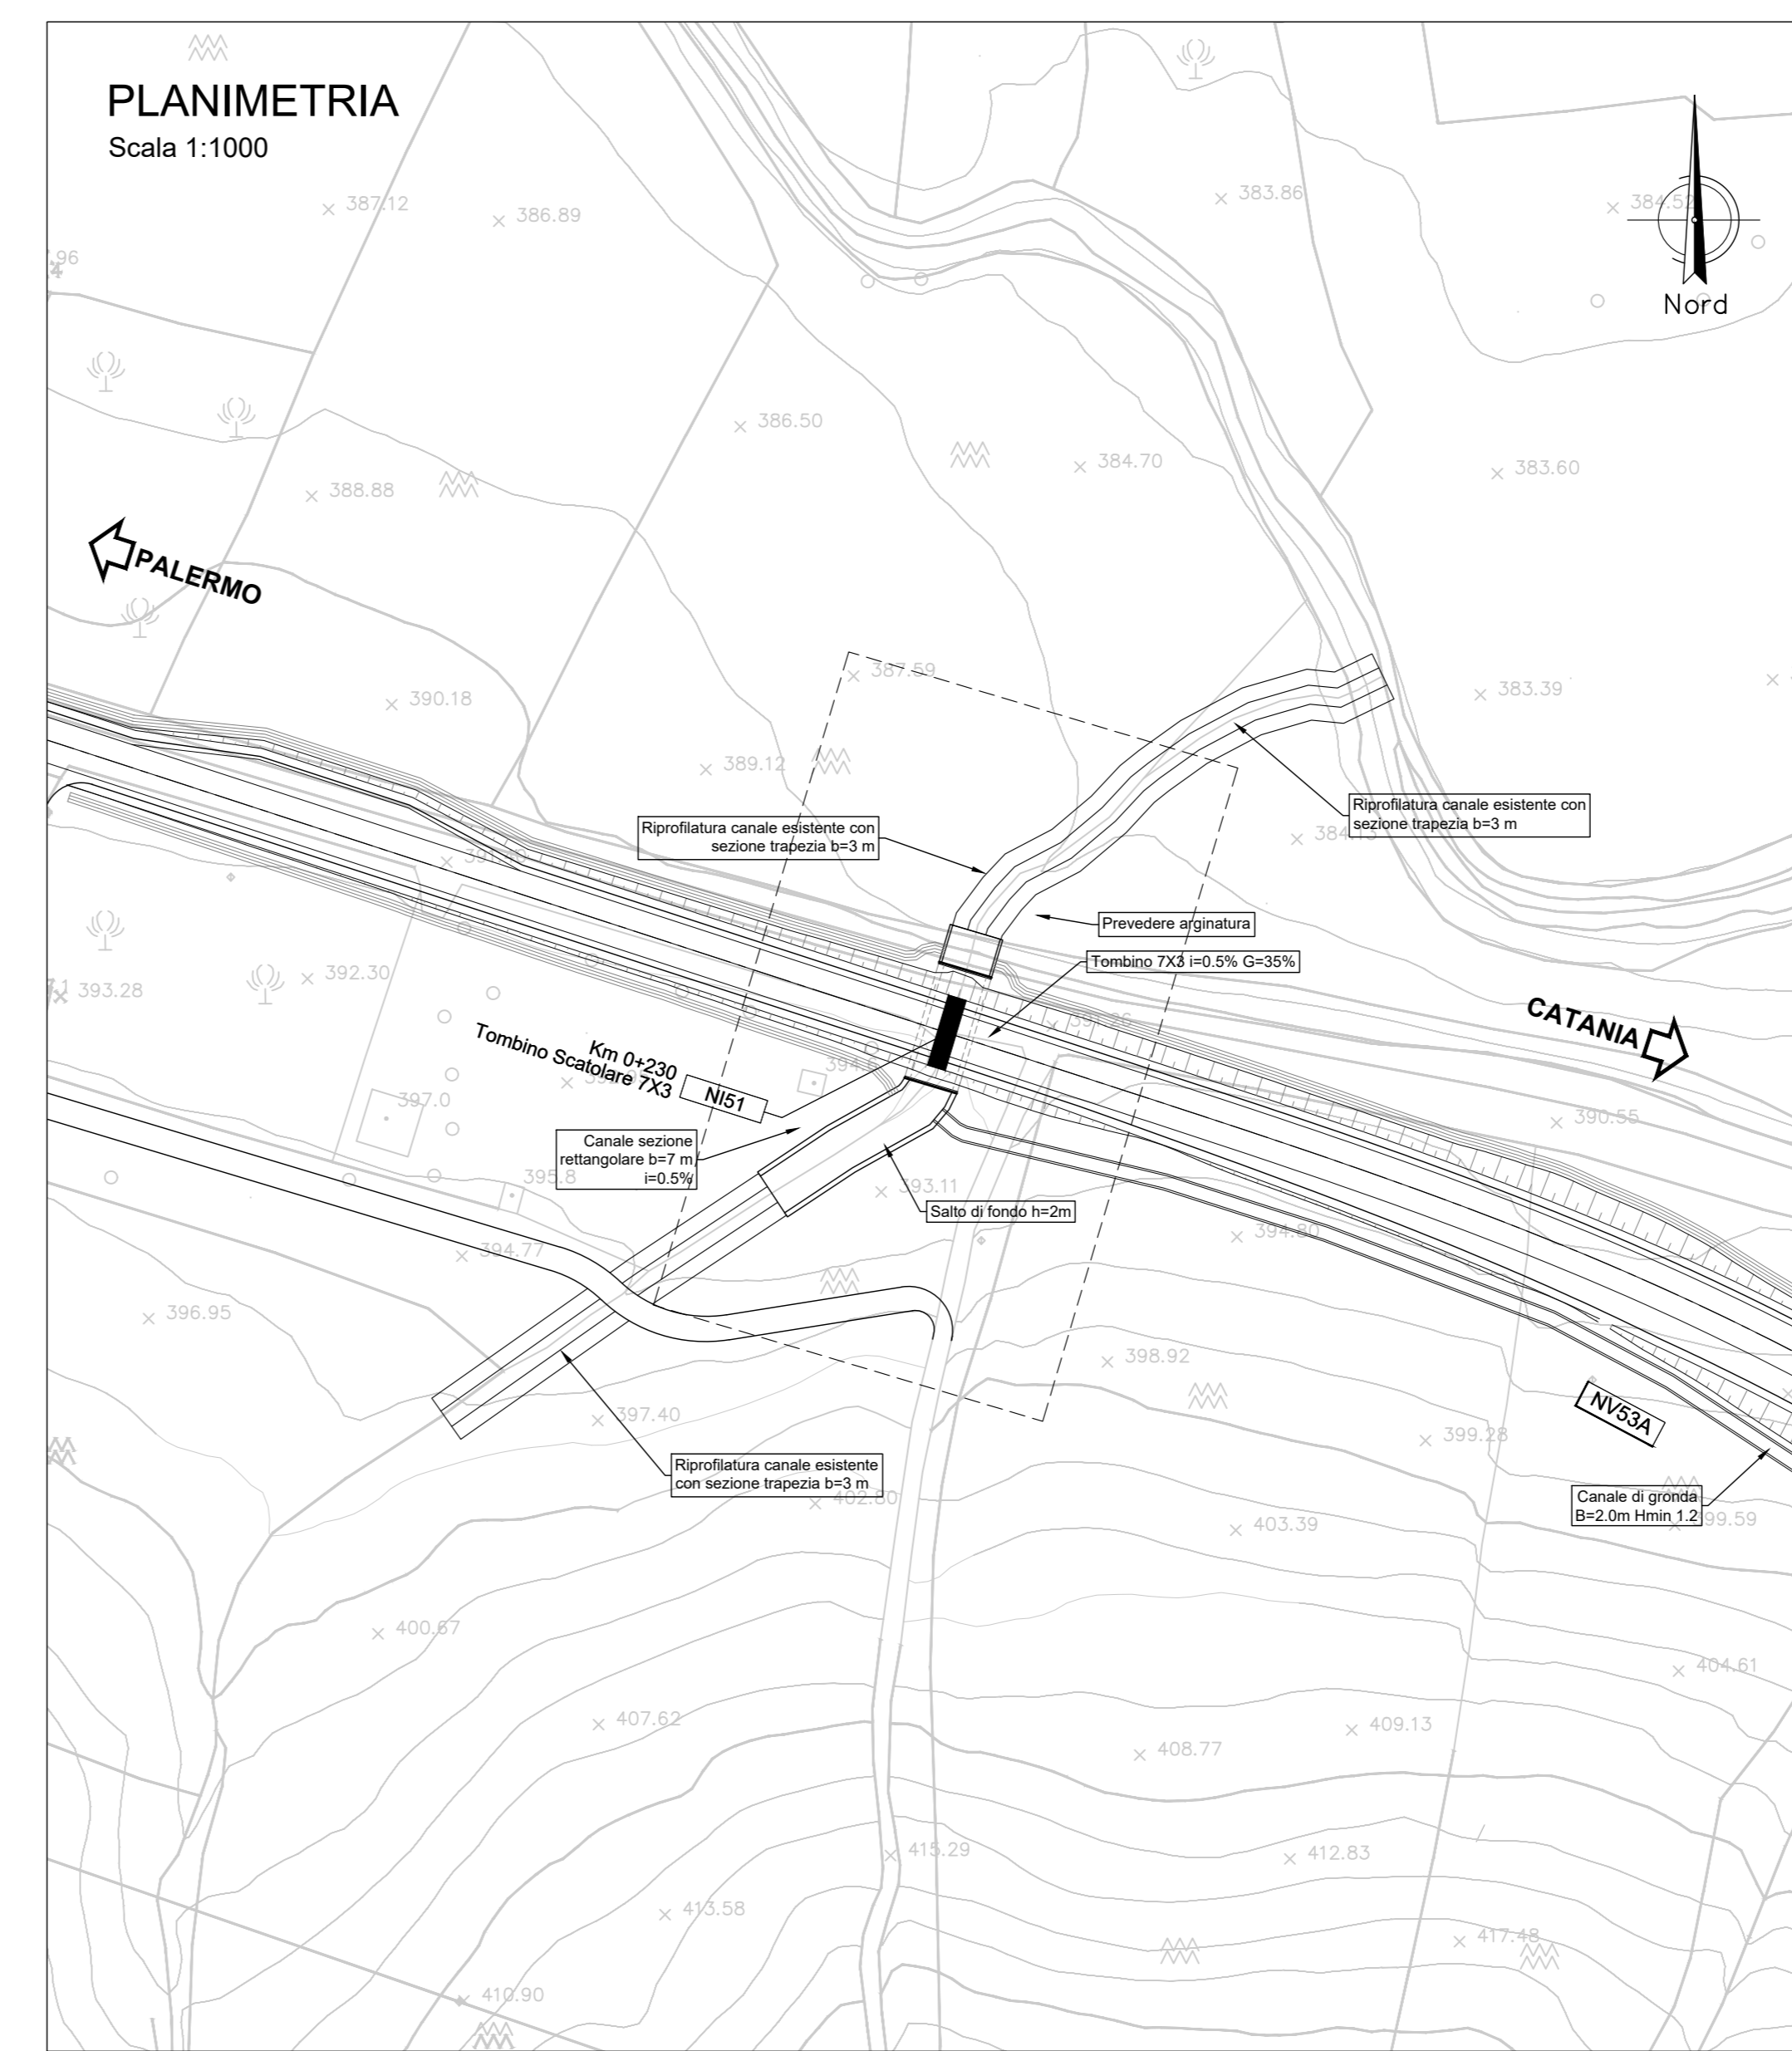 PLANIMETRIA
Scala 1:1000
387.12
386.89
383.86
384.52
Nord
386.50
384.70
383.60
388.88
PALERMO
387.59
383.39
390.18
389.12
Riprofilatura canale esistente con
sezione trapezia b=3 m
Riprofilatura canale esistente con
sezione trapezia b=3 m
Prevedere arginatura
Tombino 7X3 i=0.5% G=35%
392.30
393.28
CATANIA
Km 0+230
Tombino Scatolare 7X3
NI51
397.0
390.55
Canale sezione
rettangolare b=7 m
i=0.5%
395.8
393.11
Salto di fondo h=2m
394.80
394.77
396.95
398.92
397.40
399.28
NV53A
Riprofilatura canale esistente
con sezione trapezia b=3 m
402.80
403.39
Canale di gronda
B=2.0m Hmin 1.2
400.67
404.61
407.62
409.13
408.77
415.29
412.83
413.58
417.48
410.90